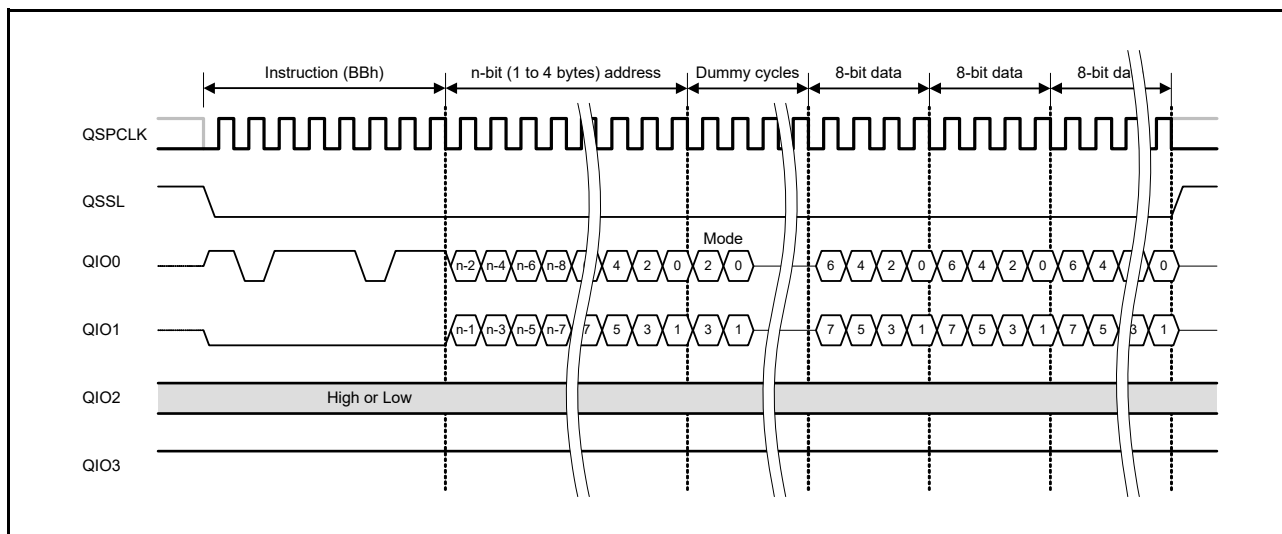 Instruction (BBh) n-bit (1 to 4 bytes) address Dummy cycles 8-bit data 8-bit data 8-bit da
QSPCLK
QSSL
Mode
QIO0 n-2 n-4 n-6 n-8 4 2 0 2 0 6 4 2 0 6 4 2 0 6 4 0
QIO1 n-1 n-3 n-5 n-7 7 5 3 1 3 1 7 5 3 1 7 5 3 1 7 5 3 1
QIO2 High or Low
QIO3